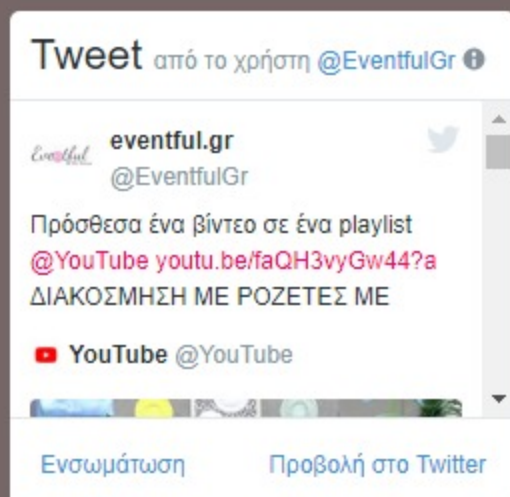 Tweet από το χρήστη @EventfulGr
Eventful
eventful.gr
@EventfulGr
Πρόσθεσα ένα βίντεο σε ένα playlist
@YouTube youtu.be/faQH3vyGw44?a
ΔΙΑΚΟΣΜΗΣΗ ΜΕ ΡΟΖΕΤΕΣ ΜΕ
YouTube @YouTube
Ενσωμάτωση
Προβολή στο Twitter